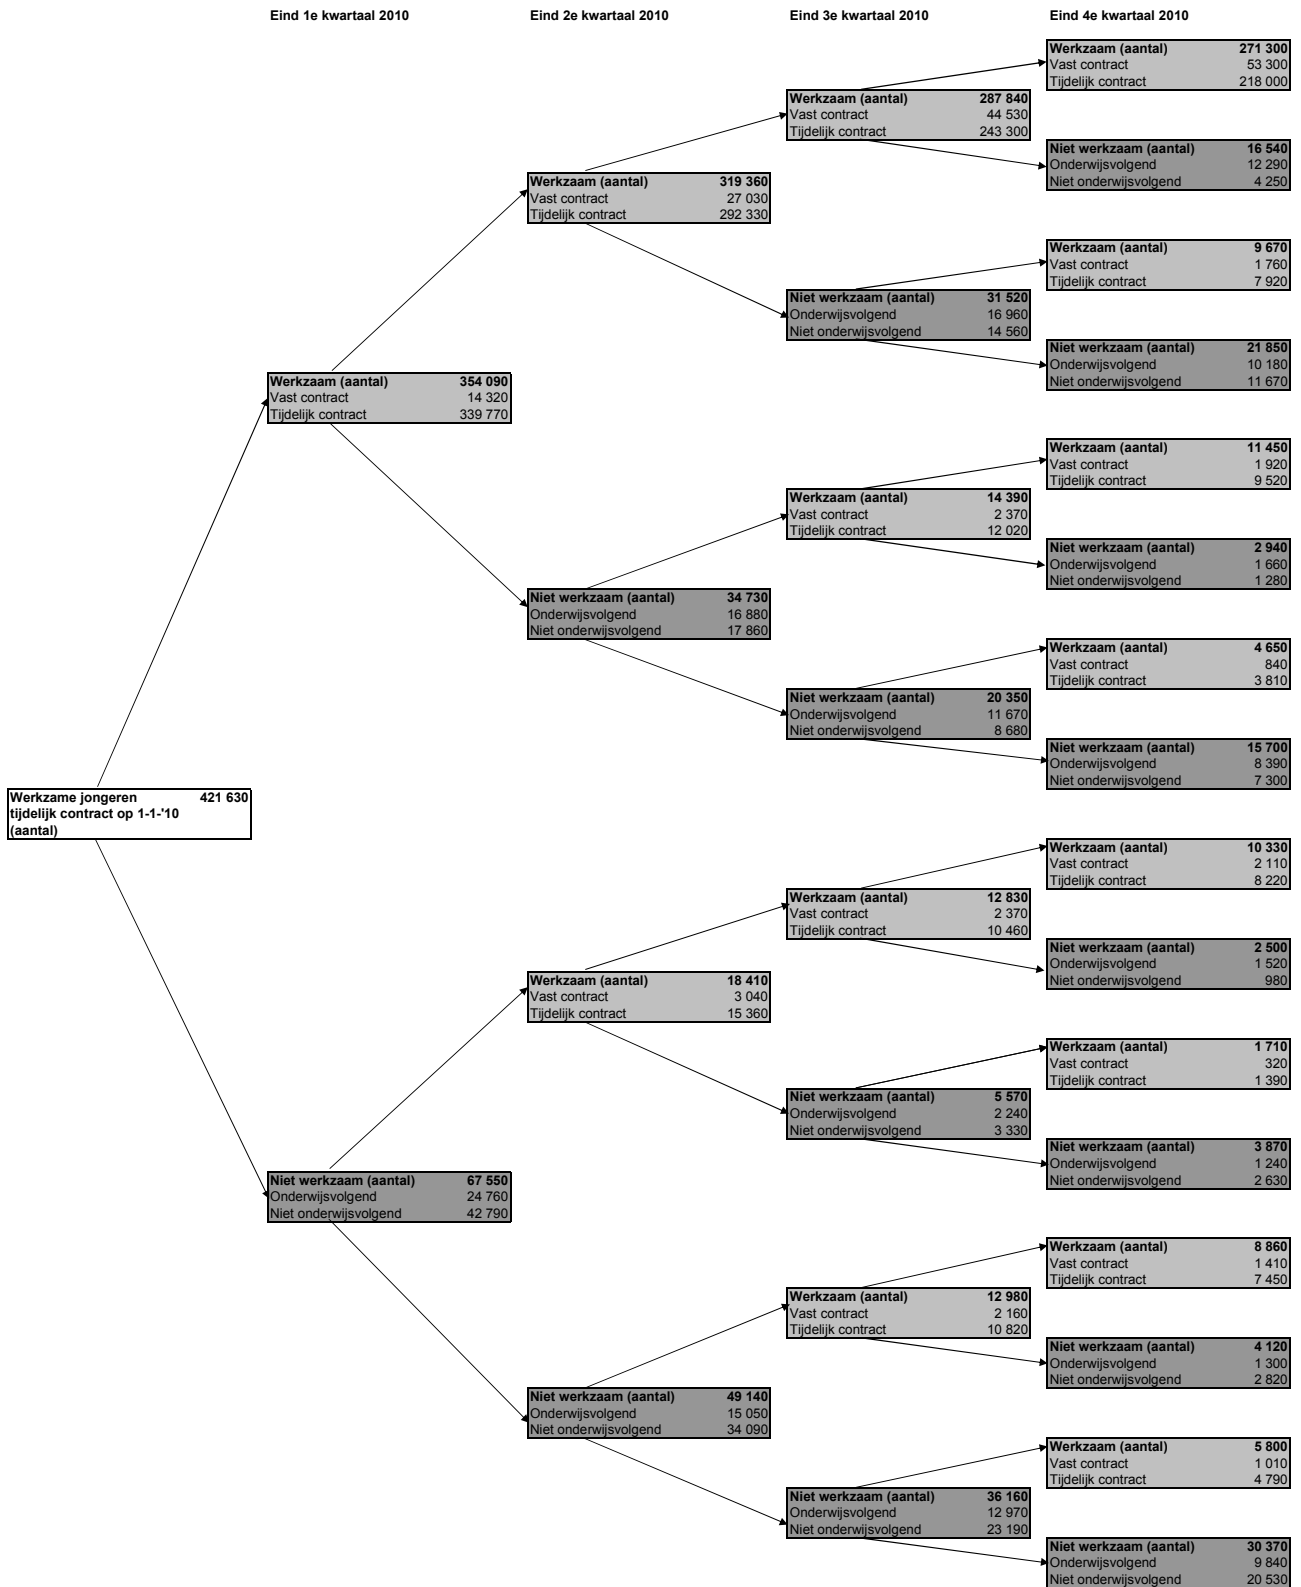 Eind 1e kwartaal 2010 Eind 2e kwartaal 2010 Eind 3e kwartaal 2010 Eind 4e kwartaal 2010
Werkzame jongeren 421 630
tijdelijk contract op 1-1-'10
(aantal)
Werkzaam (aantal) 354 090
Vast contract 14 320
Tijdelijk contract 339 770
Niet werkzaam (aantal) 67 550
Onderwijsvolgend 24 760
Niet onderwijsvolgend 42 790
Werkzaam (aantal) 319 360
Vast contract 27 030
Tijdelijk contract 292 330
Niet werkzaam (aantal) 34 730
Onderwijsvolgend 16 880
Niet onderwijsvolgend 17 860
Werkzaam (aantal) 18 410
Vast contract 3 040
Tijdelijk contract 15 360
Niet werkzaam (aantal) 49 140
Onderwijsvolgend 15 050
Niet onderwijsvolgend 34 090
Werkzaam (aantal) 287 840
Vast contract 44 530
Tijdelijk contract 243 300
Niet werkzaam (aantal) 31 520
Onderwijsvolgend 16 960
Niet onderwijsvolgend 14 560
Werkzaam (aantal) 14 390
Vast contract 2 370
Tijdelijk contract 12 020
Niet werkzaam (aantal) 20 350
Onderwijsvolgend 11 670
Niet onderwijsvolgend 8 680
Werkzaam (aantal) 12 830
Vast contract 2 370
Tijdelijk contract 10 460
Niet werkzaam (aantal) 5 570
Onderwijsvolgend 2 240
Niet onderwijsvolgend 3 330
Werkzaam (aantal) 12 980
Vast contract 2 160
Tijdelijk contract 10 820
Niet werkzaam (aantal) 36 160
Onderwijsvolgend 12 970
Niet onderwijsvolgend 23 190
Werkzaam (aantal) 271 300
Vast contract 53 300
Tijdelijk contract 218 000
Niet werkzaam (aantal) 16 540
Onderwijsvolgend 12 290
Niet onderwijsvolgend 4 250
Werkzaam (aantal) 9 670
Vast contract 1 760
Tijdelijk contract 7 920
Niet werkzaam (aantal) 21 850
Onderwijsvolgend 10 180
Niet onderwijsvolgend 11 670
Werkzaam (aantal) 11 450
Vast contract 1 920
Tijdelijk contract 9 520
Niet werkzaam (aantal) 2 940
Onderwijsvolgend 1 660
Niet onderwijsvolgend 1 280
Werkzaam (aantal) 4 650
Vast contract 840
Tijdelijk contract 3 810
Niet werkzaam (aantal) 15 700
Onderwijsvolgend 8 390
Niet onderwijsvolgend 7 300
Werkzaam (aantal) 10 330
Vast contract 2 110
Tijdelijk contract 8 220
Niet werkzaam (aantal) 2 500
Onderwijsvolgend 1 520
Niet onderwijsvolgend 980
Werkzaam (aantal) 1 710
Vast contract 320
Tijdelijk contract 1 390
Niet werkzaam (aantal) 3 870
Onderwijsvolgend 1 240
Niet onderwijsvolgend 2 630
Werkzaam (aantal) 8 860
Vast contract 1 410
Tijdelijk contract 7 450
Niet werkzaam (aantal) 4 120
Onderwijsvolgend 1 300
Niet onderwijsvolgend 2 820
Werkzaam (aantal) 5 800
Vast contract 1 010
Tijdelijk contract 4 790
Niet werkzaam (aantal) 30 370
Onderwijsvolgend 9 840
Niet onderwijsvolgend 20 530